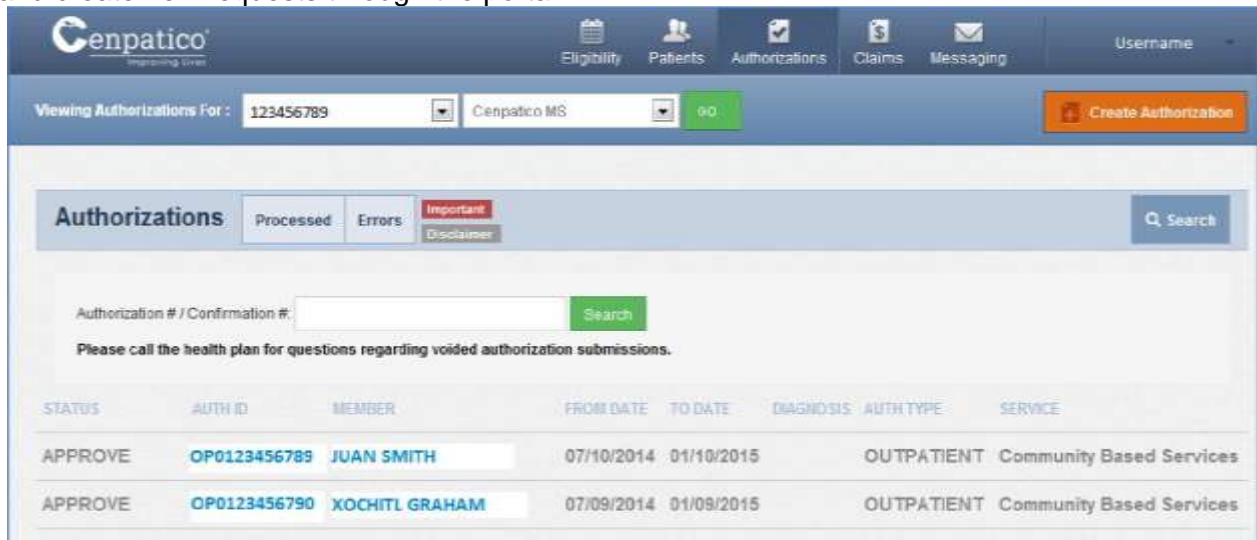 Cenpatico
Improving Lives
Eligibility Patients Authorizations Claims Messaging Username
Viewing Authorizations For : 123456789 Cenpatico MS GO Create Authorization
Authorizations Processed Errors Important Disclaimer Search
Authorization # / Confirmation #: Search
Please call the health plan for questions regarding voided authorization submissions.
STATUS AUTH ID MEMBER FROM DATE TO DATE DIAGNOSIS AUTH TYPE SERVICE
APPROVE OP0123456789 JUAN SMITH 07/10/2014 01/10/2015 OUTPATIENT Community Based Services
APPROVE OP0123456790 XOCHITL GRAHAM 07/09/2014 01/09/2015 OUTPATIENT Community Based Services